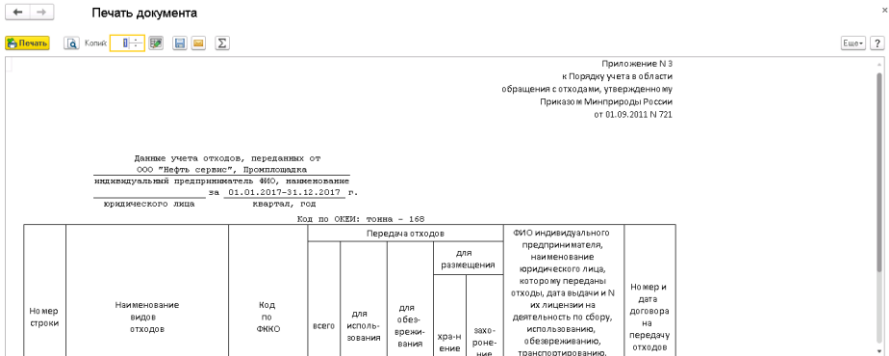 Печать документа
Печать
Копий: 1
Еще
?
Приложение N 3
к Порядку учета в области
обращения с отходами, утвержденному
Приказом Минприроды России
от 01.09.2011 N 721
Данные учета отходов, переданных от
ООО "Нефть сервис", Промплощадка
индивидуальный предприниматель ФИО, наименование
за 01.01.2017-31.12.2017 г.
юридического лица квартал, год
Код по ОКЕИ: тонна - 168
Номер
строки
Наименование
видов
отходов
Код
по
ФККО
Передача отходов
всего
для
исполь-
зования
для
обез-
врежи-
вания
для
размещения
хра-н
ение
захо-
роне-
ние
ФИО индивидуального
предпринимателя,
наименование
юридического лица,
которому переданы
отходы, дата выдачи и N
их лицензии на
деятельность по сбору,
использованию,
обезвреживанию,
транспортированию,
Номер и
дата
договора
на
передачу
отходов